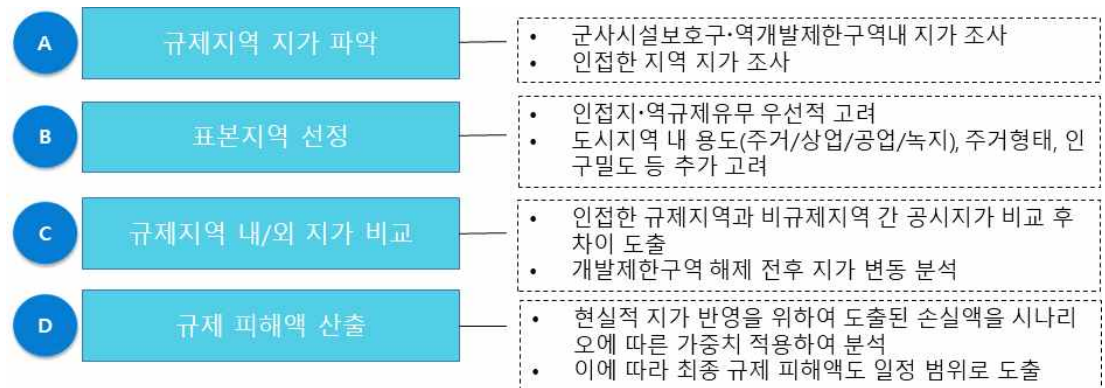 A
규제지역 지가 파악
• 군사시설보호구·역개발제한구역내 지가 조사
• 인접한 지역 지가 조사
B
표본지역 선정
• 인접지·역규제유무 우선적 고려
• 도시지역 내 용도(주거/상업/공업/녹지), 주거형태, 인
구밀도 등 추가 고려
C
규제지역 내/외 지가 비교
• 인접한 규제지역과 비규제지역 간 공시지가 비교 후
차이 도출
• 개발제한구역 해제 전후 지가 변동 분석
D
규제 피해액 산출
• 현실적 지가 반영을 위하여 도출된 손실액을 시나리
오에 따른 가중치 적용하여 분석
• 이에 따라 최종 규제 피해액도 일정 범위로 도출